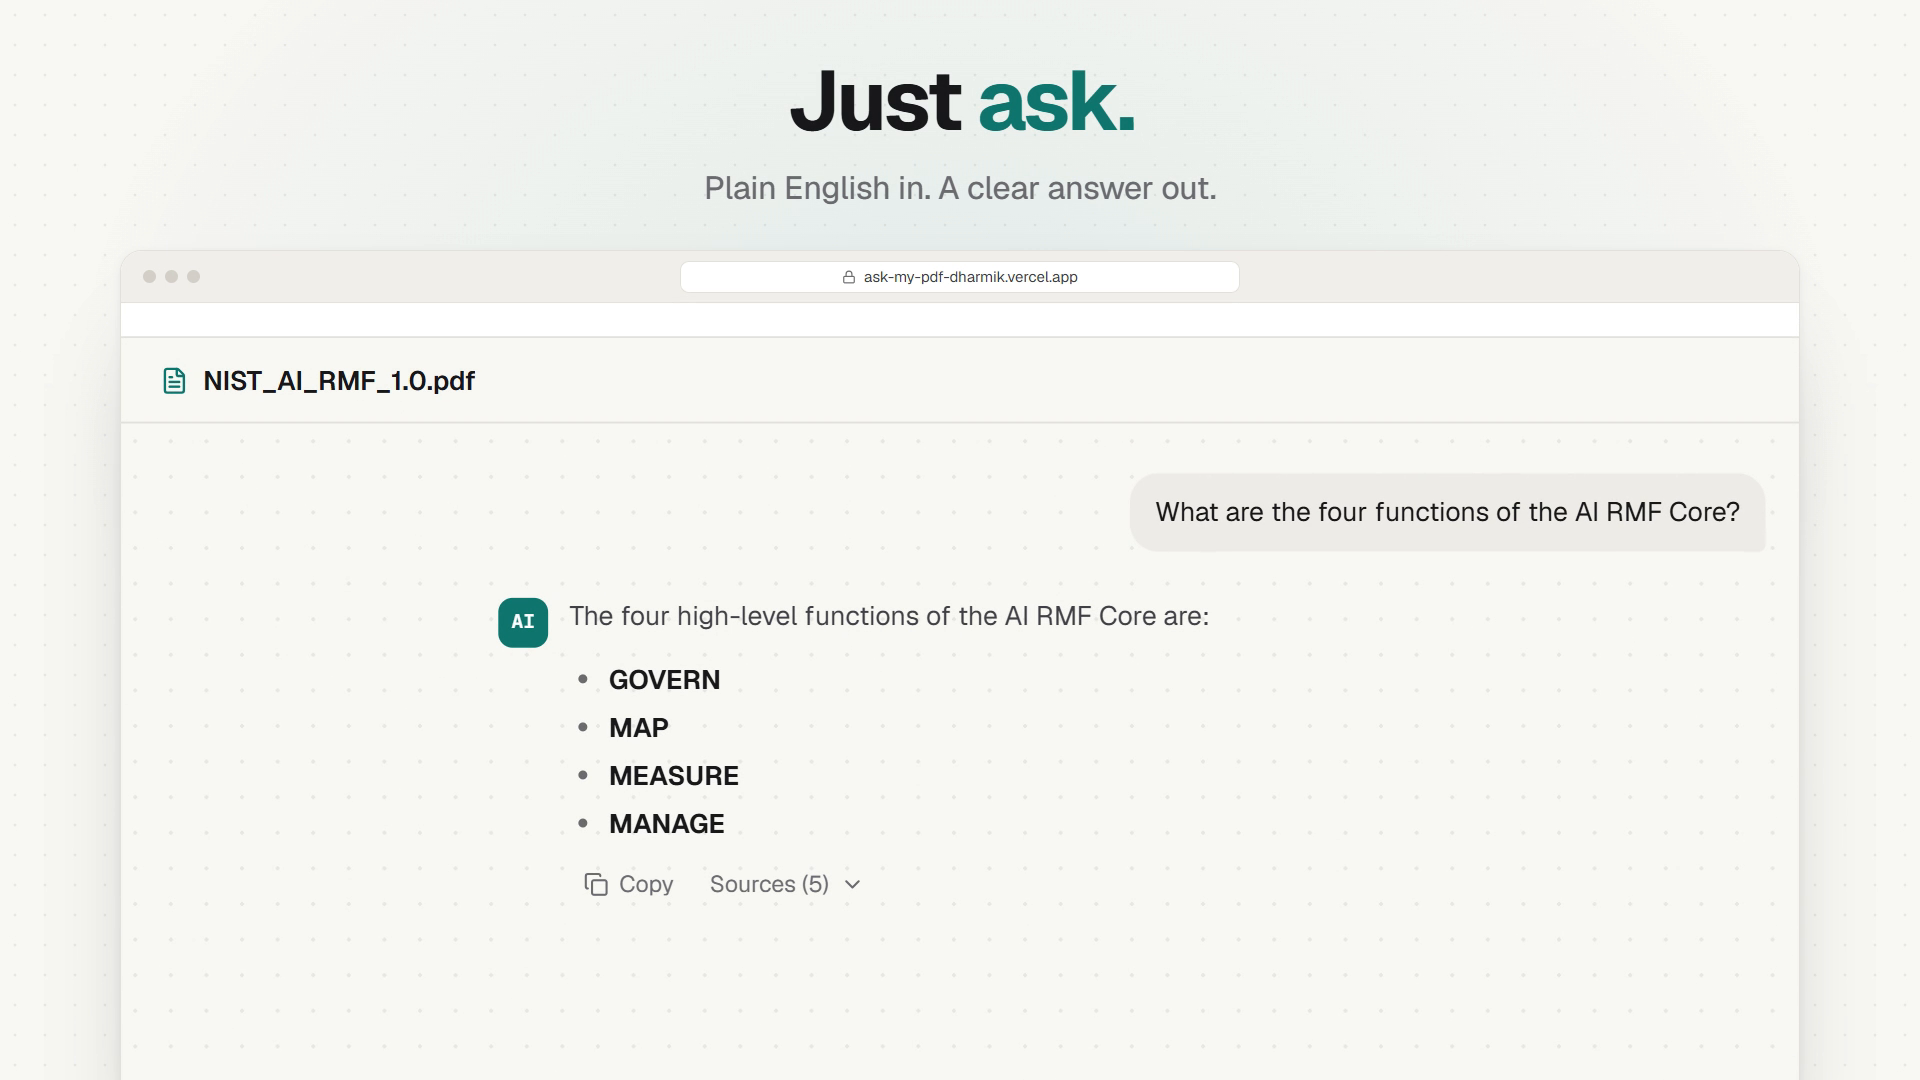 Just ask.
Plain English in. A clear answer out.
ask-my-pdf-dharmik.vercel.app
NIST_AI_RMF_1.0.pdf
What are the four functions of the AI RMF Core?
AI
The four high-level functions of the AI RMF Core are:
• GOVERN
• MAP
• MEASURE
• MANAGE
Copy Sources (5)